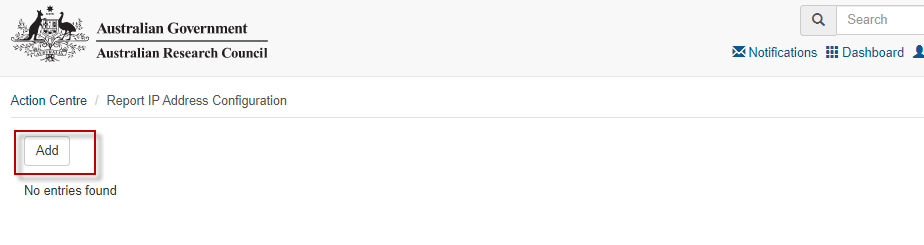 Australian Government
Australian Research Council
Search
Notifications Dashboard
Action Centre / Report IP Address Configuration
Add
No entries found